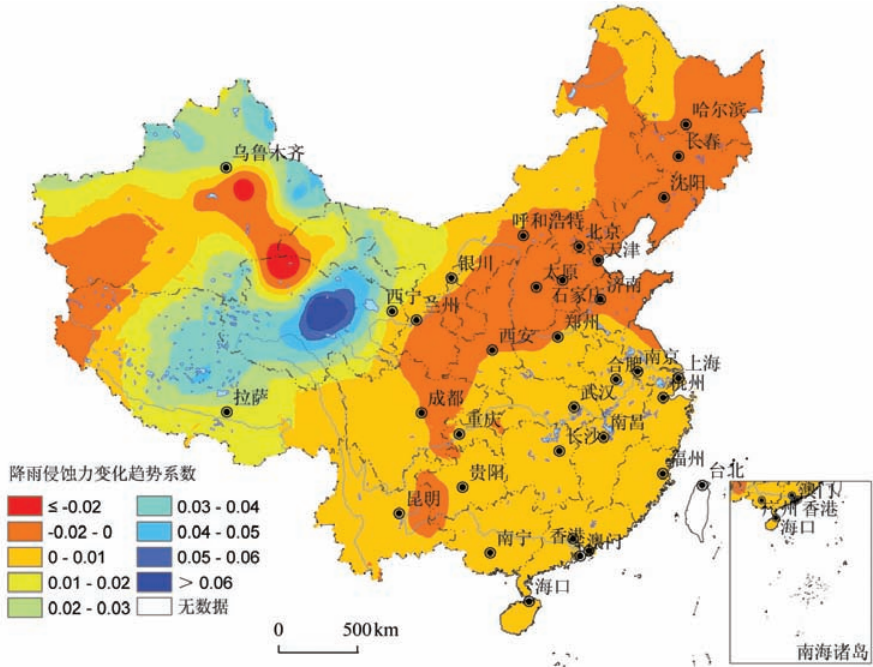 哈尔滨
长春
乌鲁木齐
沈阳
呼和浩特
北京
天津
银川
太原
石家庄
济南
西宁
兰州
郑州
西安
合肥
南京
上海
杭州
拉萨
成都
武汉
重庆
南昌
长沙
福州
贵阳
台北
昆明
南宁
香港
澳门
海口
降雨侵蚀力变化趋势系数
≤ -0.02
-0.02 - 0
0 - 0.01
0.01 - 0.02
0.02 - 0.03
0.03 - 0.04
0.04 - 0.05
0.05 - 0.06
> 0.06
无数据
0 500km
澳门
广州
香港
海口
南海诸岛